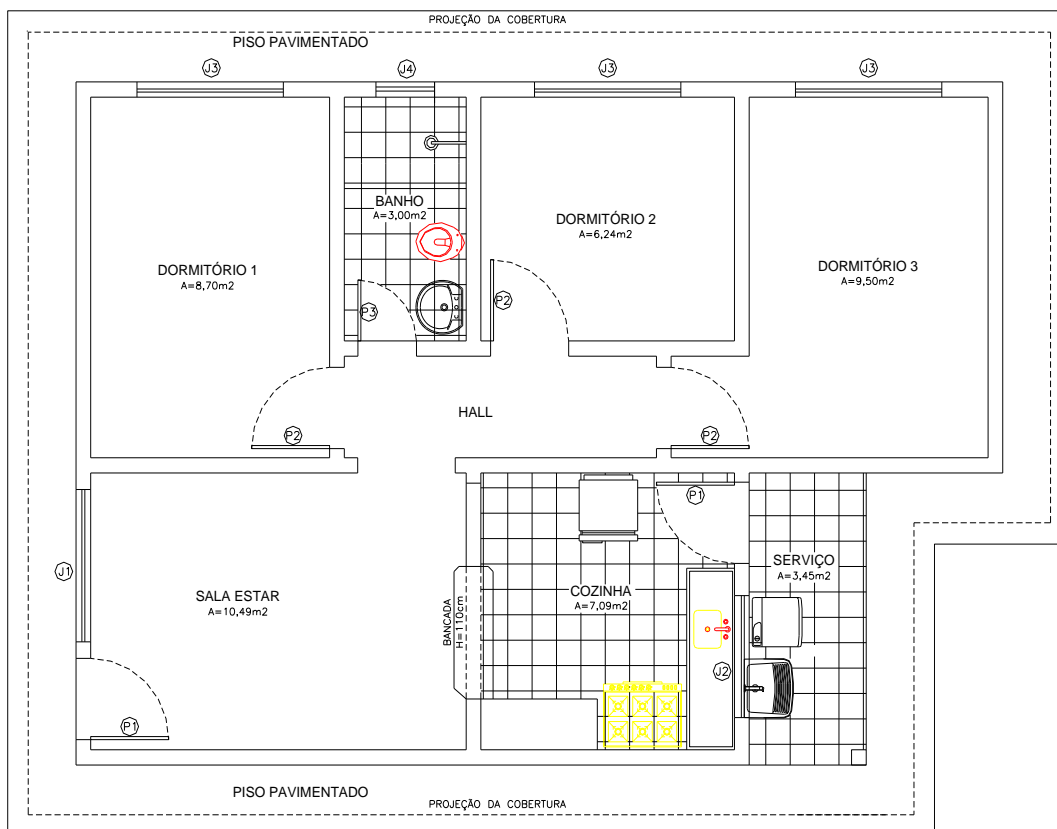 PROJEÇÃO DA COBERTURA
PISO PAVIMENTADO
J3
J4
J3
J3
BANHO
A=3,00m2
DORMITÓRIO 2
A=6,24m2
DORMITÓRIO 1
A=8,70m2
DORMITÓRIO 3
A=9,50m2
P3
P2
HALL
P2
P2
P1
J1
SALA ESTAR
A=10,49m2
BANCADA
H=110cm
COZINHA
A=7,09m2
SERVIÇO
A=3,45m2
J2
P1
PISO PAVIMENTADO
PROJEÇÃO DA COBERTURA